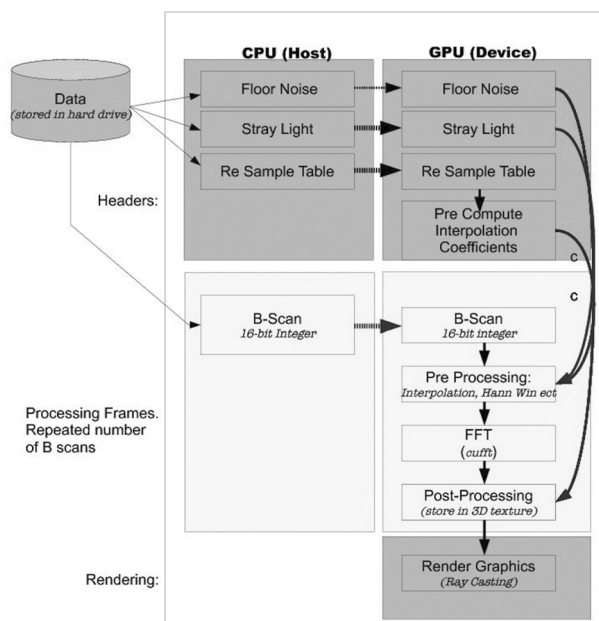 CPU (Host)
GPU (Device)
Data
(stored in hard drive)
Floor Noise
Floor Noise
Stray Light
Stray Light
Re Sample Table
Re Sample Table
Headers:
Pre Compute
Interpolation
Coefficients
c
c
B-Scan
16-bit Integer
B-Scan
16-bit integer
Pre Processing:
Interpolation, Hann Win ect
Processing Frames.
Repeated number
of B scans
FFT
(cufft)
Post-Processing
(store in 3D texture)
Rendering:
Render Graphics
(Ray Casting)